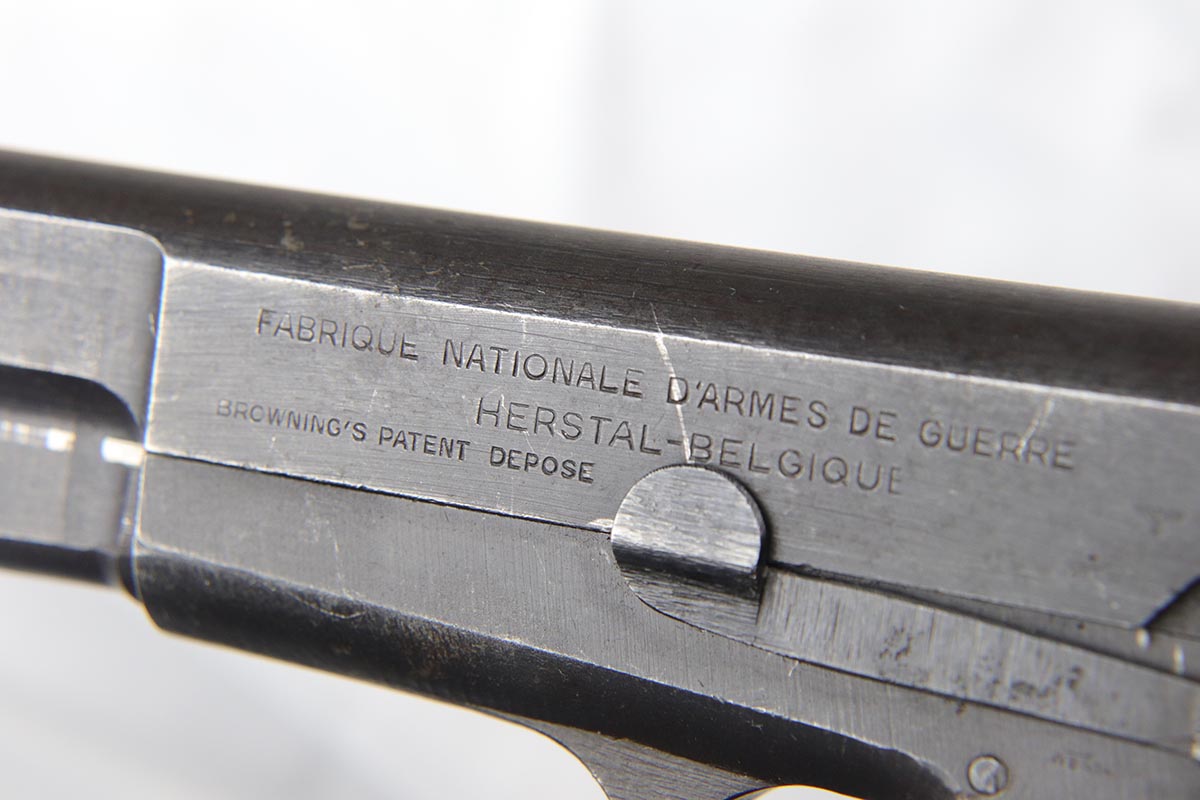 FABRIQUE NATIONALE D'ARMES DE GUERRE
HERSTAL-BELGIQUE
BROWNING'S PATENT DEPOSE